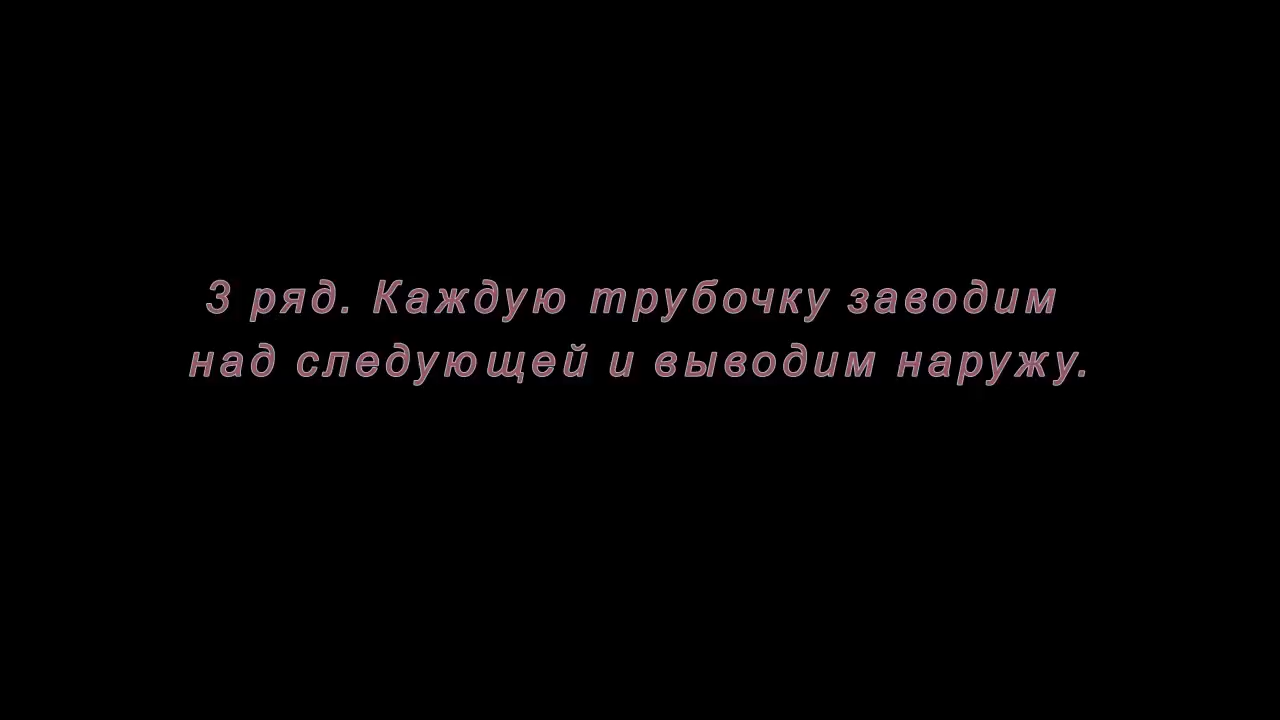 3 ряд. Каждую трубочку заводим
над следующей и выводим наружу.